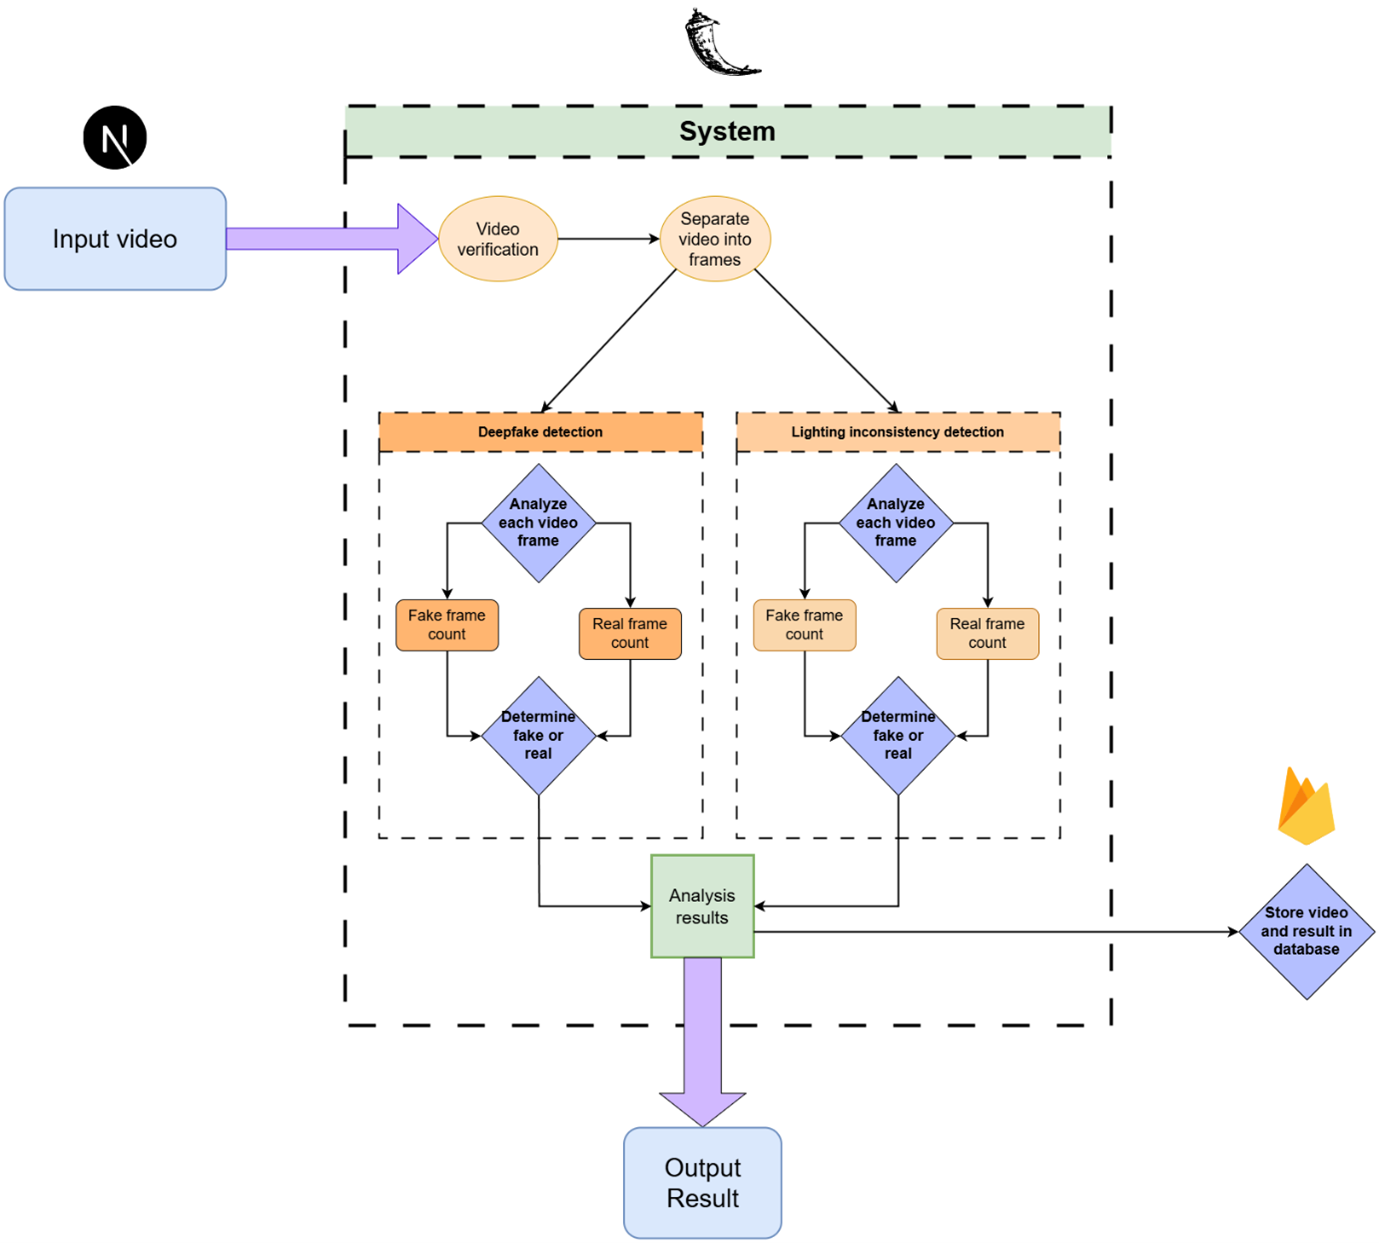 System
N
Input video
Video
verification
Separate
video into
frames
Deepfake detection
Analyze
each video
frame
Fake frame
count
Real frame
count
Determine
fake or
real
Lighting inconsistency detection
Analyze
each video
frame
Fake frame
count
Real frame
count
Determine
fake or
real
Analysis
results
Store video
and result in
database
Output
Result